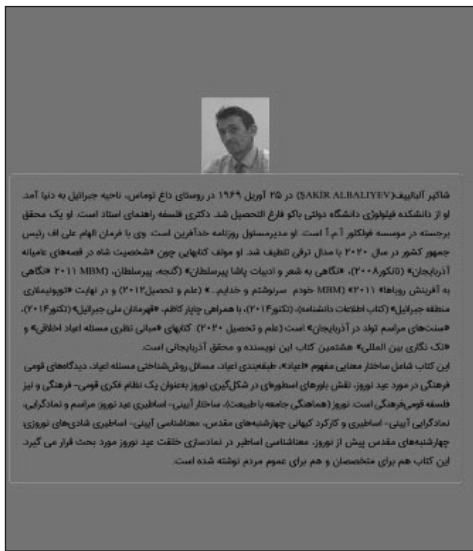 شاکیر آلبالییف(ŞAKİR ALBALIYEV) در ۲۵ آوریل ۱۹۶۹ در روستای داغ توماس، ناحیه جبرائیل به دنیا آمد.
او از دانشکده فیلولوژی دانشگاه دولتی باکو فارغ التحصیل شد. دکتری فلسفه راهنمای استاد است. او یک محقق
برجسته در موسسه فولکلور آ.م.آ است. او مدیرمسئول روزنامه خدآفرین است. وی با فرمان الهام علی اف رئیس
جمهور کشور در سال ۲۰۲۰ با مدال ترقی تلطیف شد. او مولف کتابهایی چون «شخصیت شاه در قصه‌های عامیانه
آذربایجان» (نانکور۲۰۰۸)، «نگاهی به شعر و ادبیات پاشا پیرسلطان» (گنجه، پیرسلطان، MBM ۲۰۱۱ «نگاهی
به آفرینش رویاها» ۲۰۱۱» (MBM خودم سرنوشتم و خدایم...» (علم و تحصیل۲۰۱۲) و در نهایت «توپونیملاری
منطقه جبرائیل» (کتاب اطلاعات دانشنامه)، (تکنور۲۰۱۴)، با همراهی چاپار کاظم، «قهرمانان ملی جبرائیل» (تکنور۲۰۱۴)،
«سنت‌های مراسم تولد در آذربایجان» است (علم و تحصیل ۲۰۲۰). کتابهای «مبانی نظری مسئله اعیاد اخلاقی» و
« تک نگاری بین المللی» هشتمین کتاب این نویسنده و محقق آذربایجانی است.
این کتاب شامل» ساختار معنایی مفهوم «اعیاد»، طبقه‌بندی اعیاد، مسائل روش‌شناختی مسئله اعیاد، دیدگاه‌های قومی
فرهنگی در مورد عید نوروز، نقش باورهای اسطوره‌ای در شکل‌گیری نوروز به‌عنوان یک نظام فکری قومی- فرهنگی و نیز
فلسفه قومی‌فرهنگی است. نوروز (هماهنگی جامعه با طبیعت)، ساختار آیینی- اساطیری عید نوروز: مراسم و نمادگرایی،
نمادگرایی آیینی- اساطیری و کارکرد کیهانی چهارشنبه‌های مقدس، معناشناسی آیینی- اساطیری شادی‌های نوروزی؛
چهارشنبه‌های مقدس پیش از نوروز، معناشناسی اساطیر در نمادسازی خلقت عید نوروز مورد بحث قرار می گیرد.
این کتاب هم برای متخصصان و هم برای عموم مردم نوشته شده است.